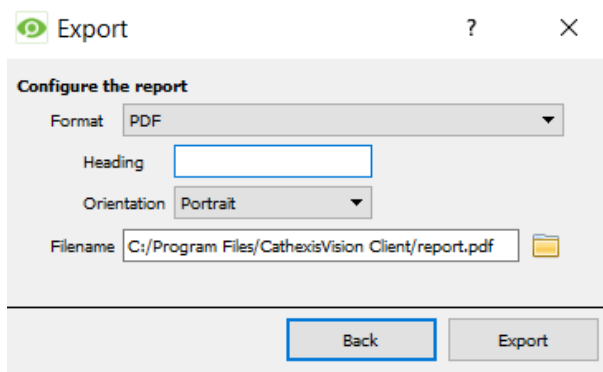 Export ? ×
Configure the report
Format PDF
Heading
Orientation Portrait
Filename C:/Program Files/CathexisVision Client/report.pdf
Back Export